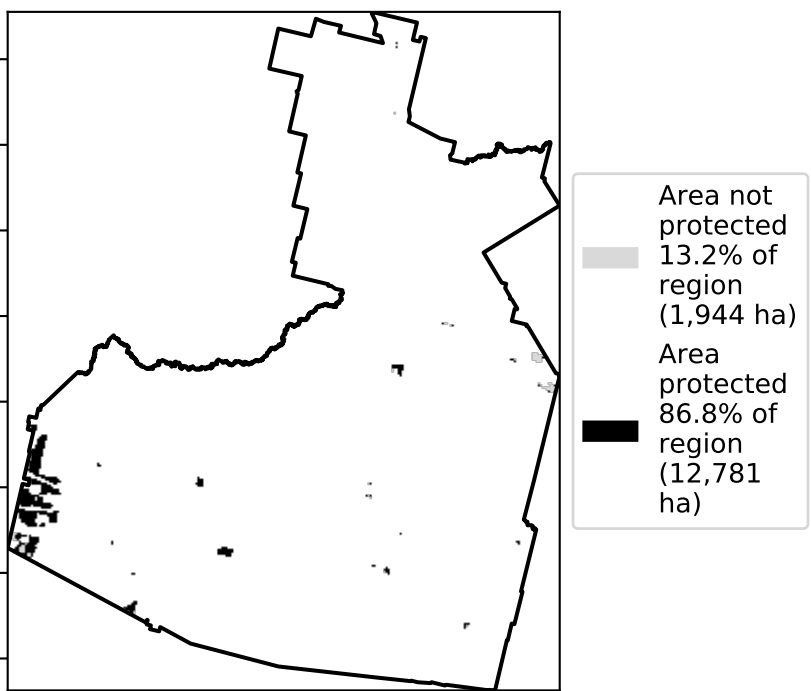 Area not
protected
13.2% of
region
(1,944 ha)
Area
protected
86.8% of
region
(12,781
ha)